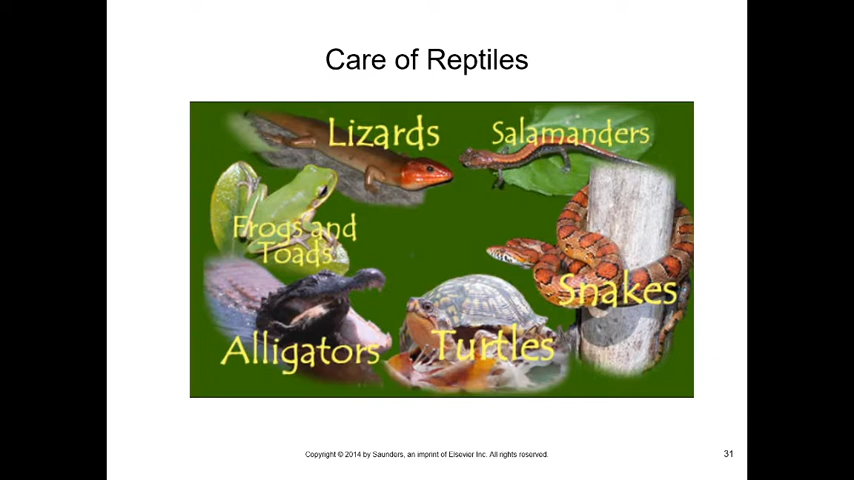 Care of Reptiles
Lizards
Salamanders
Frogs and
Toads
Snakes
Alligators
Turtles
Copyright © 2014 by Saunders, an imprint of Elsevier Inc. All rights reserved.
31